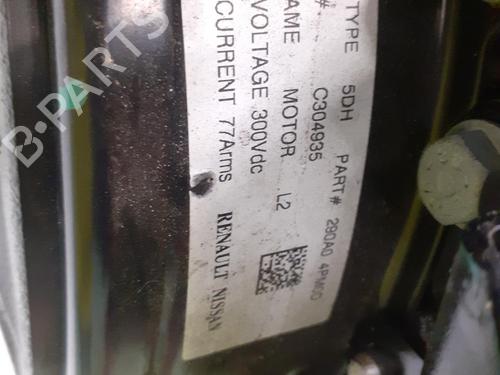 TYPE 5DH PART# 290A0 4PM0D
# C304935
AME MOTOR L2
VOLTAGE 300Vdc
CURRENT 77Arms RENAULT NISSAN
B-PARTS